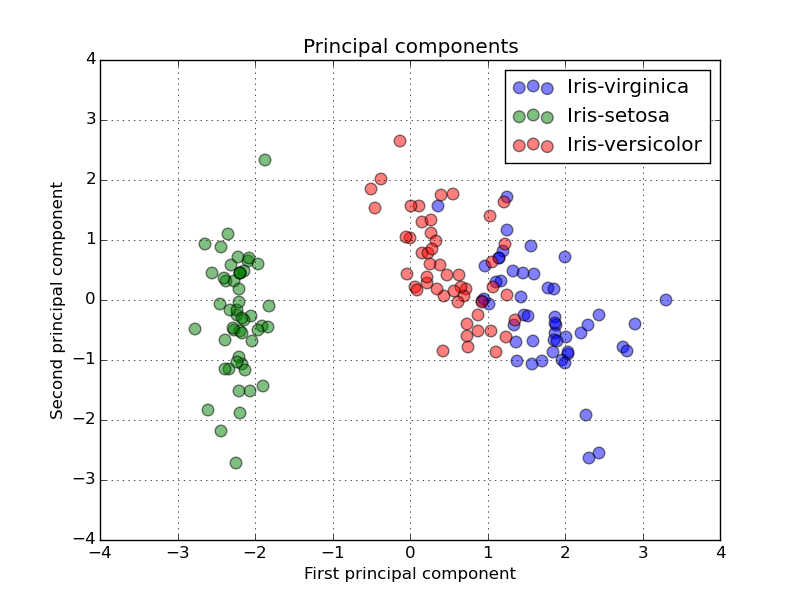 Principal components
Iris-virginica
Iris-setosa
Iris-versicolor
4
3
2
1
0
−1
−2
−3
−4
Second principal component
−4 −3 −2 −1 0 1 2 3 4
First principal component